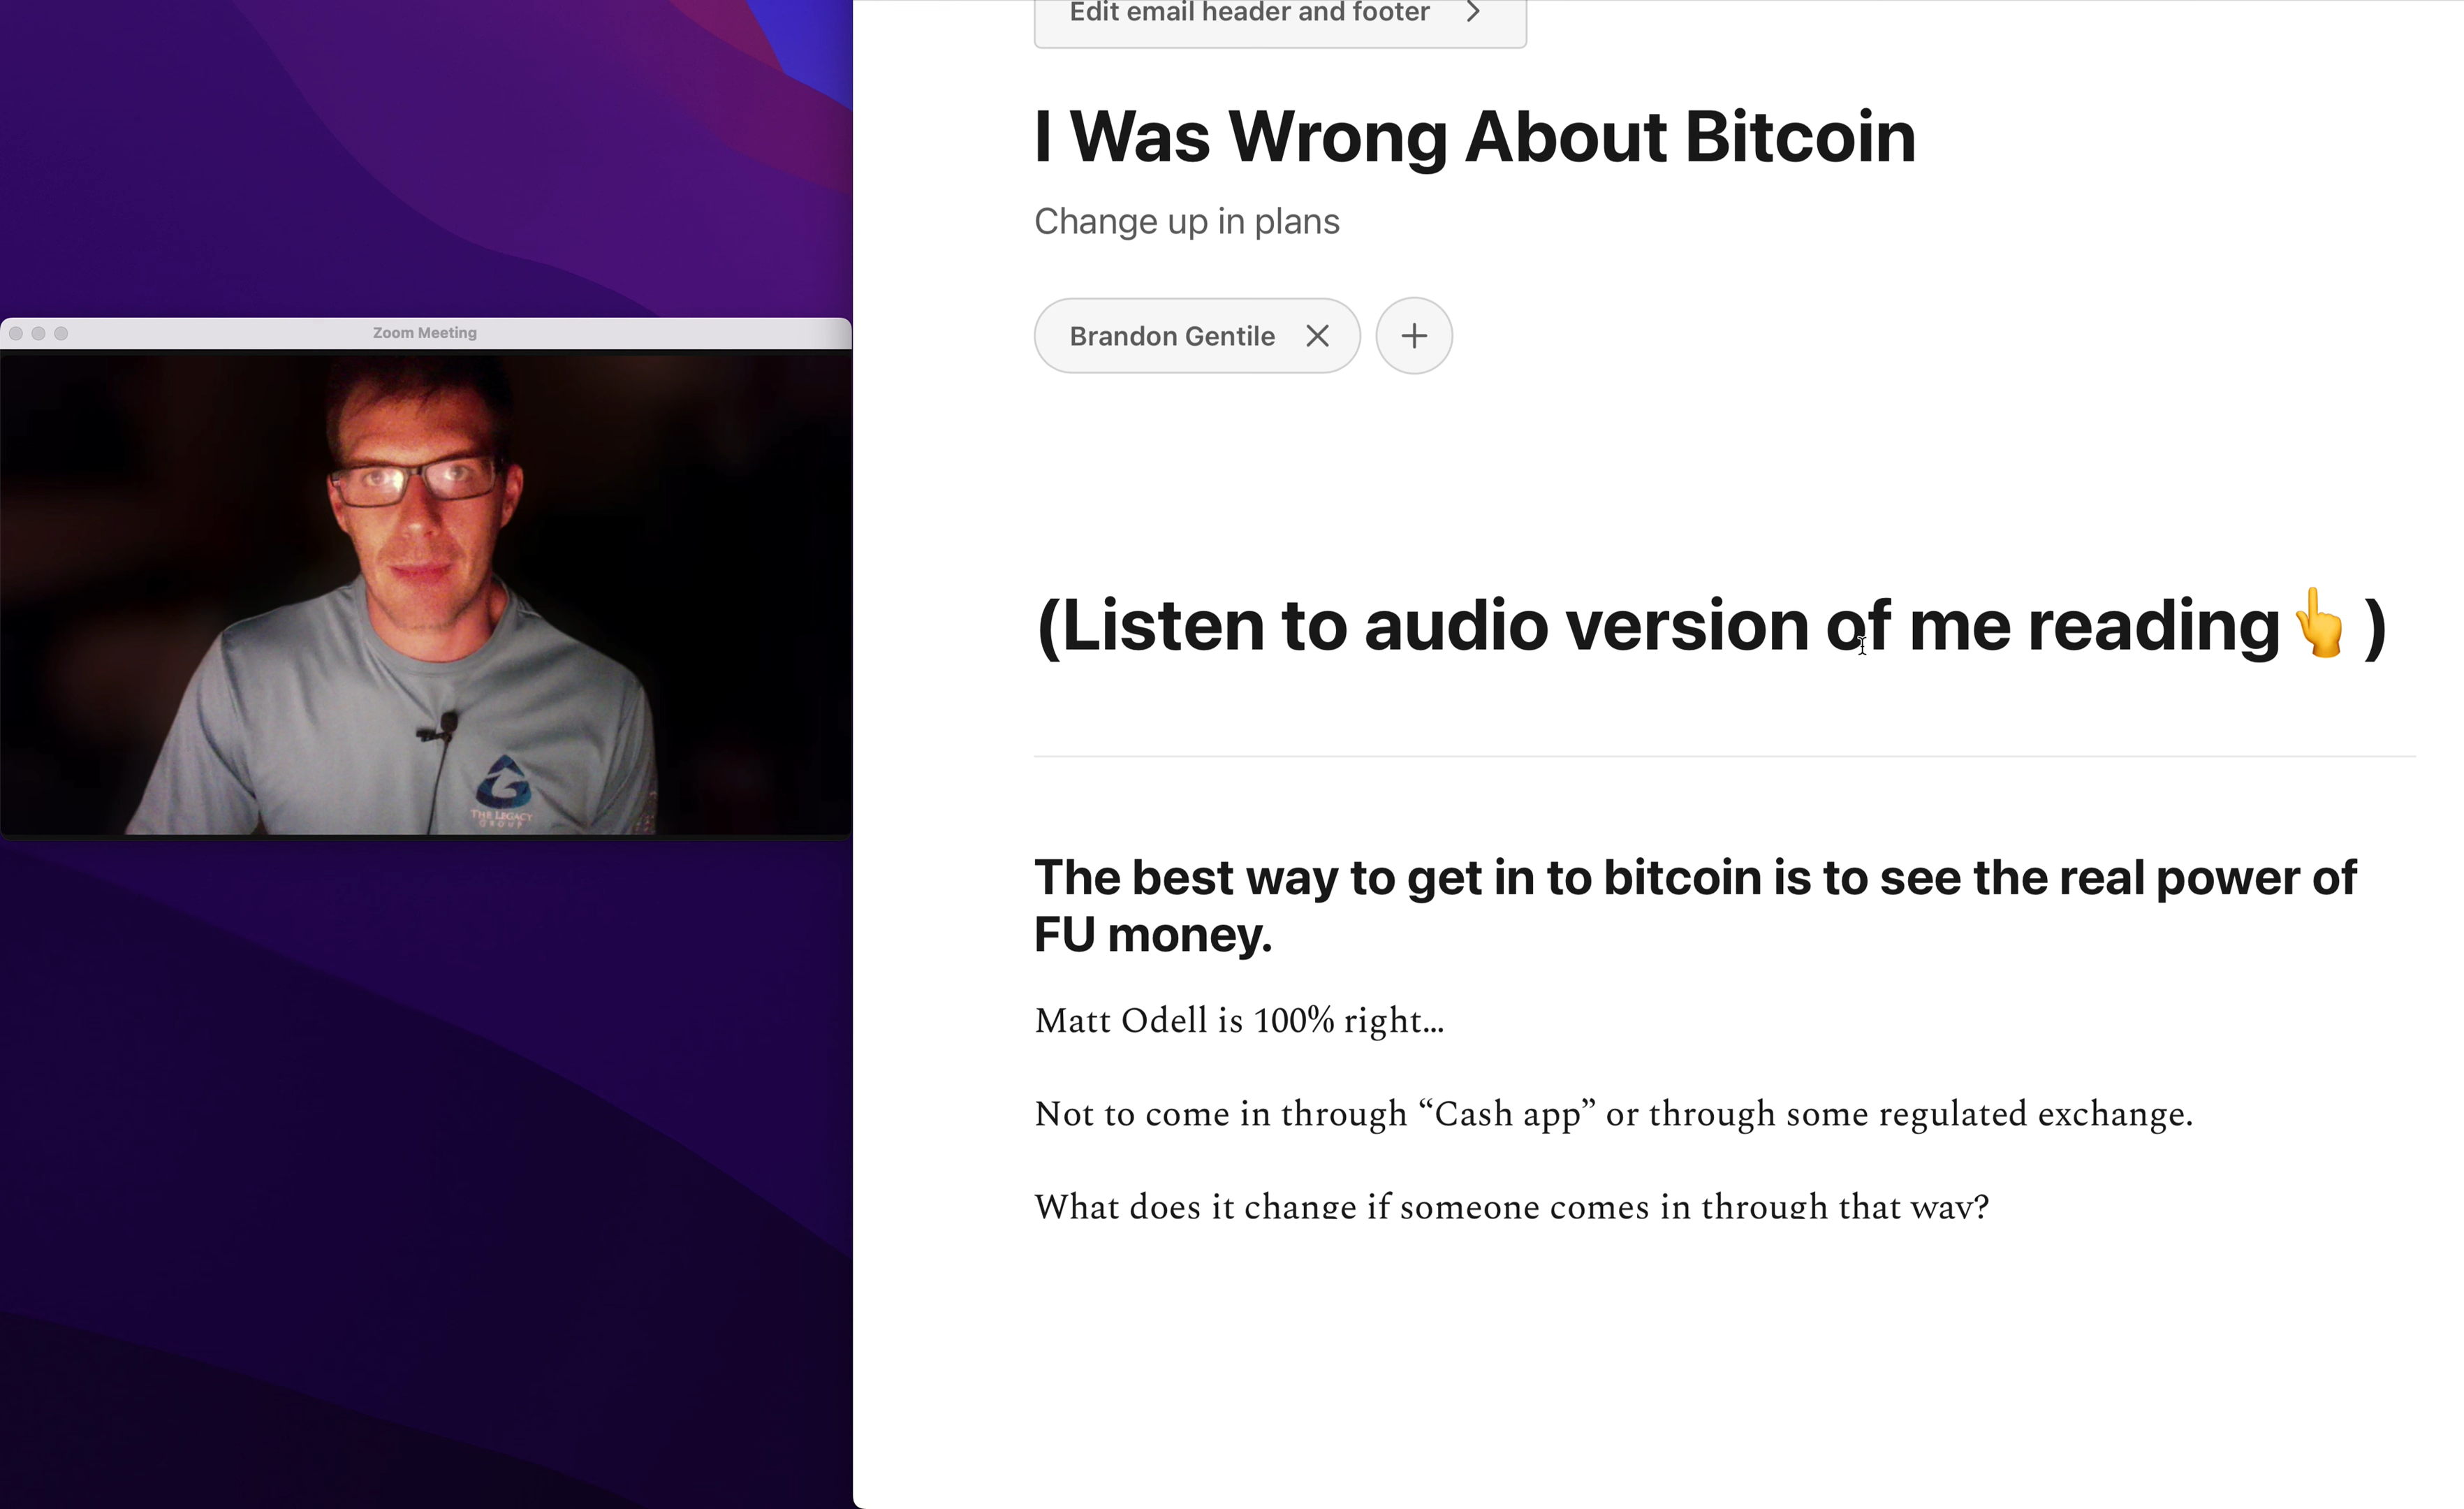 Edit email header and footer
I Was Wrong About Bitcoin
Change up in plans
Brandon Gentile
Zoom Meeting
(Listen to audio version of me reading👆 )
THE LEGACY
GROUP
The best way to get in to bitcoin is to see the real power of
FU money.
Matt Odell is 100% right...
Not to come in through “Cash app” or through some regulated exchange.
What does it change if someone comes in through that way?